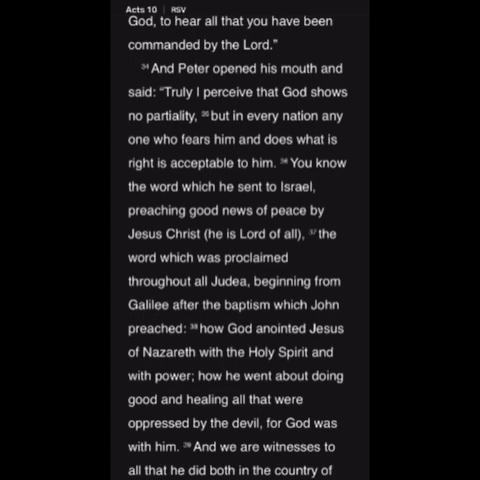 Acts 10 | RSV
God, to hear all that you have been
commanded by the Lord.”
34 And Peter opened his mouth and
said: “Truly I perceive that God shows
no partiality, 35 but in every nation any
one who fears him and does what is
right is acceptable to him. 36 You know
the word which he sent to Israel,
preaching good news of peace by
Jesus Christ (he is Lord of all), 37 the
word which was proclaimed
throughout all Judea, beginning from
Galilee after the baptism which John
preached: 38 how God anointed Jesus
of Nazareth with the Holy Spirit and
with power; how he went about doing
good and healing all that were
oppressed by the devil, for God was
with him. 39 And we are witnesses to
all that he did both in the country of